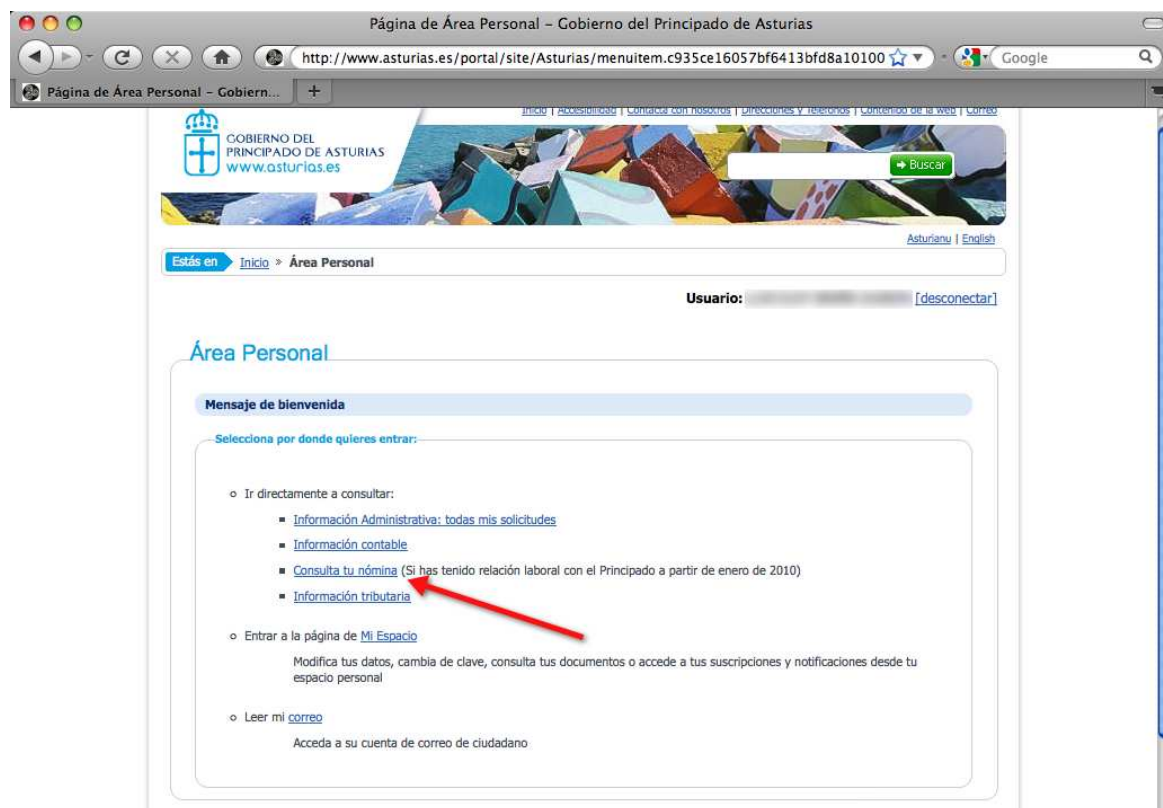 Página de Área Personal – Gobierno del Principado de Asturias
http://www.asturias.es/portal/site/Asturias/menuitem.c935ce16057bf6413bfd8a10100
Google
Página de Área Personal – Gobiern...
Inicio | Accesibilidad | Contacta con nosotros | Direcciones y Teléfonos | Contenido de la web | Correo
GOBIERNO DEL
PRINCIPADO DE ASTURIAS
www.asturias.es
Buscar
Asturianu | English
Estás en Inicio » Área Personal
Usuario: [desconectar]
Área Personal
Mensaje de bienvenida
Selecciona por donde quieres entrar:
Ir directamente a consultar:
Información Administrativa: todas mis solicitudes
Información contable
Consulta tu nómina (Si has tenido relación laboral con el Principado a partir de enero de 2010)
Información tributaria
Entrar a la página de Mi Espacio
Modifica tus datos, cambia de clave, consulta tus documentos o accede a tus suscripciones y notificaciones desde tu
espacio personal
Leer mi correo
Acceda a su cuenta de correo de ciudadano